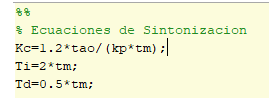 %%
% Ecuaciones de Sintonizacion
Kc=1.2*tao/(kp*tm);
Ti=2*tm;
Td=0.5*tm;